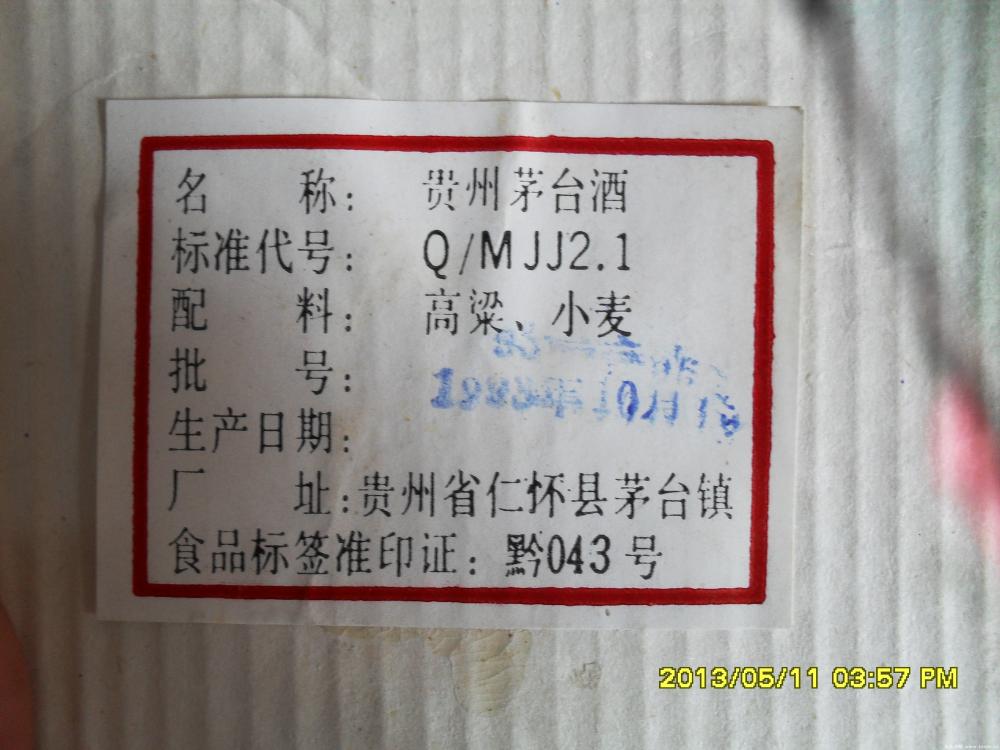 名 称： 贵州茅台酒
标准代号： Q/MJJ2.1
配 料： 高粱、小麦
批 号：
生产日期：
厂 址：贵州省仁怀县茅台镇
食品标签准印证：黔043号
2013/05/11 03:57 PM